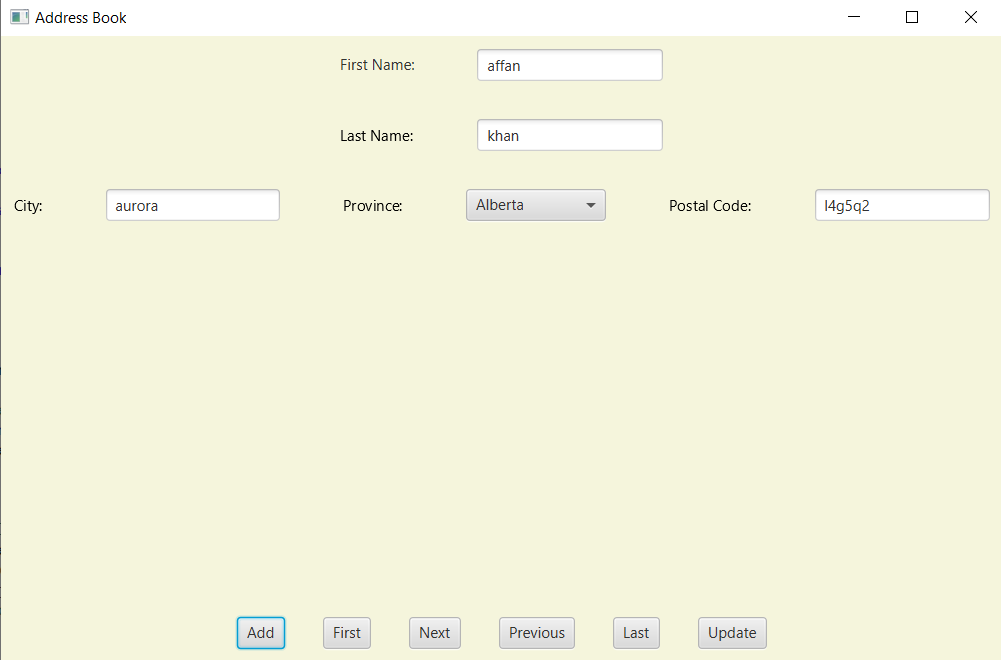 Address Book
First Name: affan
Last Name: khan
City: aurora Province: Alberta Postal Code: l4g5q2
Add First Next Previous Last Update